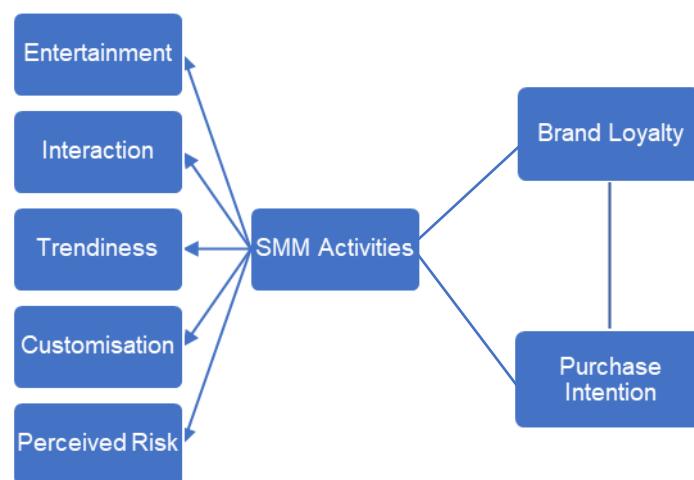 Entertainment
Interaction
Trendiness
Customisation
Perceived Risk
SMM Activities
Brand Loyalty
Purchase
Intention